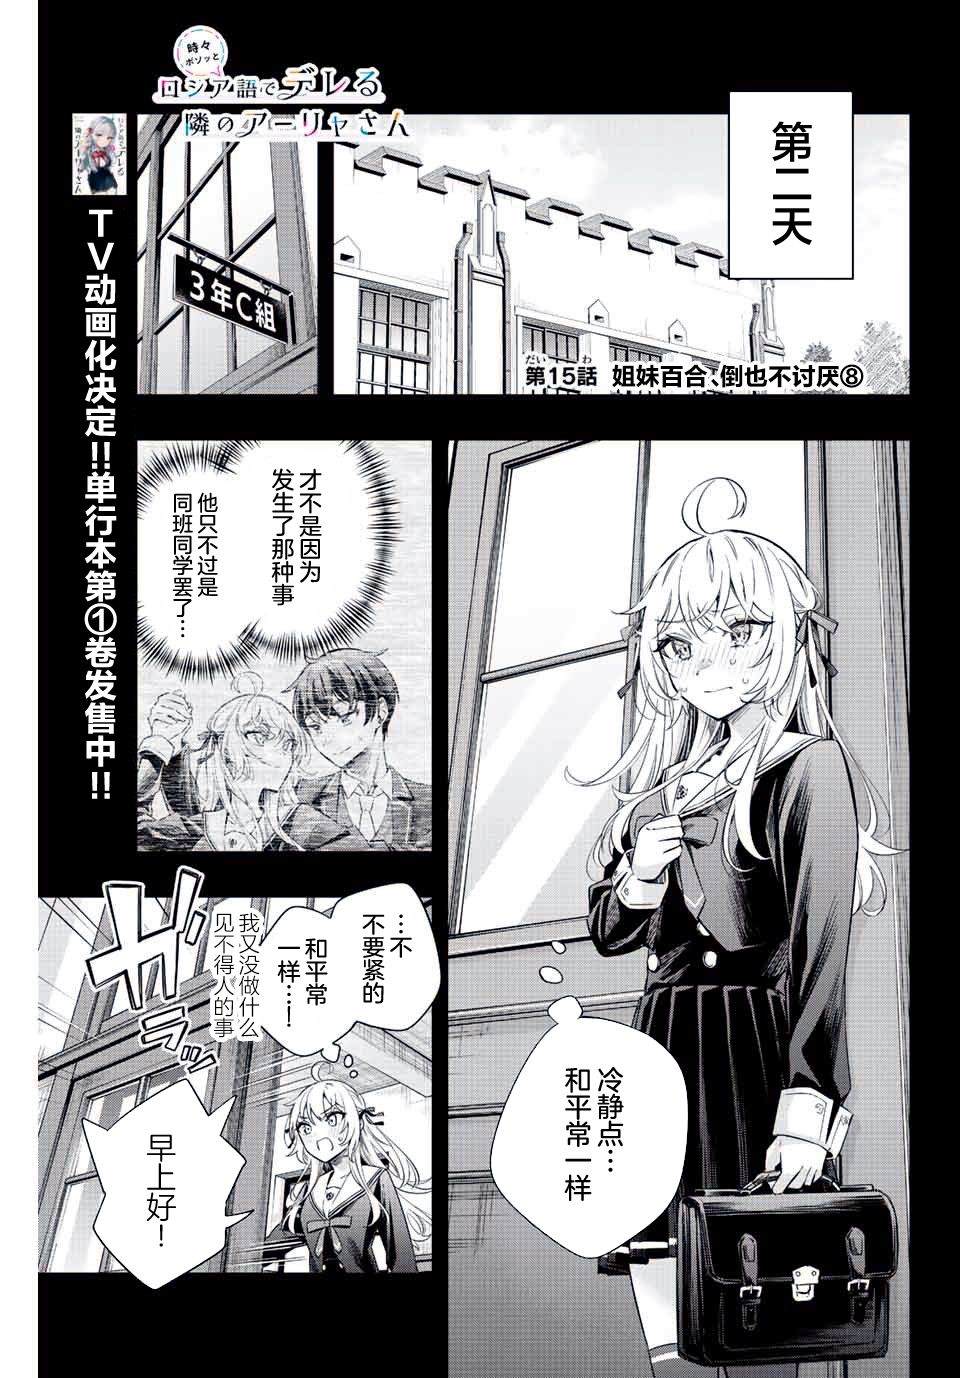 時々
ボソッと
ロシア語でデレる
隣のアーリャさん
第二天
3年C組
だい わ
第15話 姐妹百合、倒也不讨厌⑧
TV动画化决定!!单行本第①卷发售中!!
才不是因为
发生了那种事
他只不过是
同班同学罢了…
冷静点…
和平常一样
…不
不要紧的
和平常
一样…！
我又没做什么
见不得人的事
ガラッ
早上好！